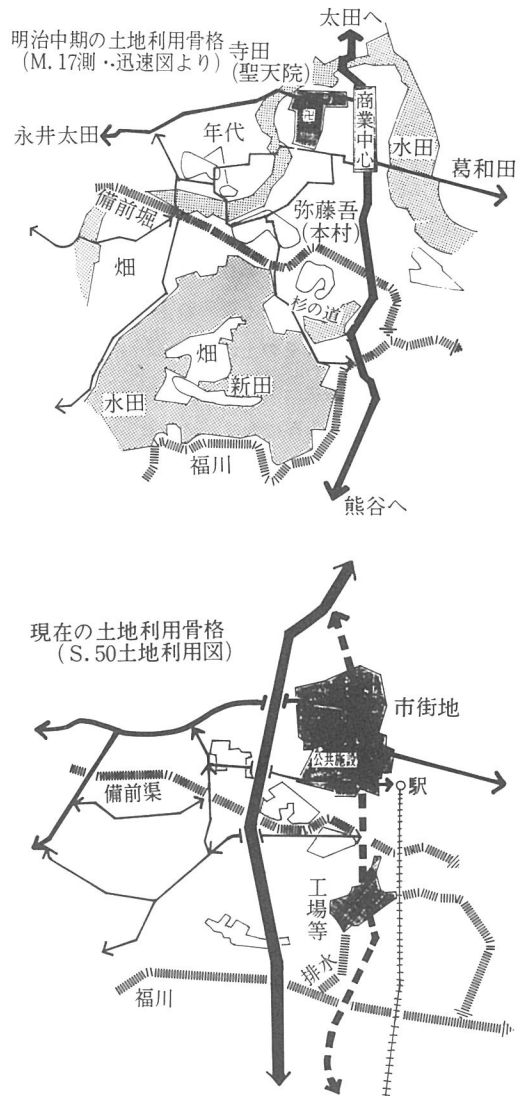 明治中期の土地利用骨格
(M.17測・・迅速図より)
太田へ
寺田
(聖天院)
卍
商業中心
永井太田
年代
水田
葛和田
備前堀
弥藤吾
(本村)
畑
杉の道
畑
新田
水田
福川
熊谷へ
現在の土地利用骨格
(S.50土地利用図)
市街地
公共施設
駅
備前渠
工場等
排水
福川